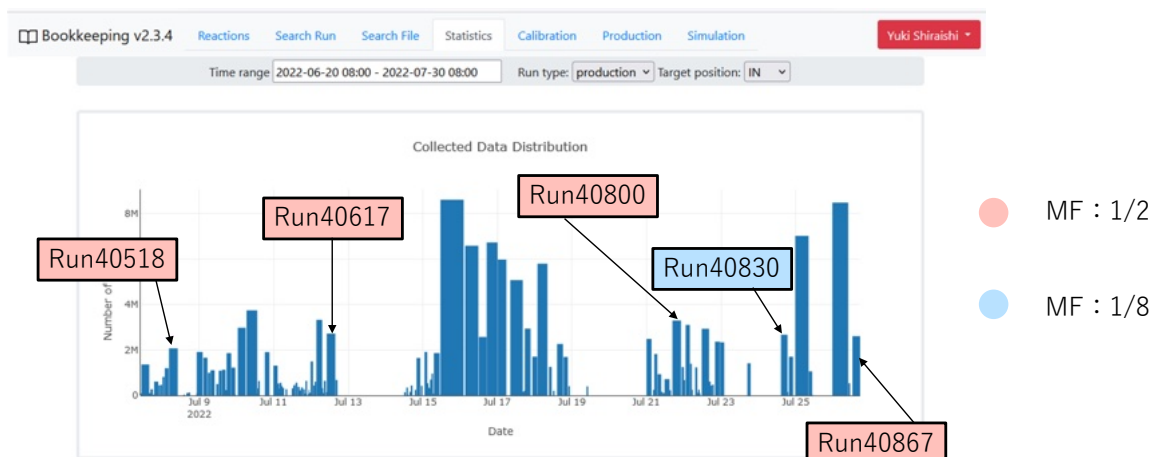 Bookkeeping v2.3.4 Reactions Search Run Search File Statistics Calibration Production Simulation Yuki Shiraishi
Time range 2022-06-20 08:00 - 2022-07-30 08:00 Run type: production Target position: IN
Collected Data Distribution
Run40518
Run40617
Run40800
Run40830
Run40867
MF：1/2
MF：1/8
Number of
8M
4M
2M
0
Jul 9 Jul 11 Jul 13 Jul 15 Jul 17 Jul 19 Jul 21 Jul 23 Jul 25
2022
Date